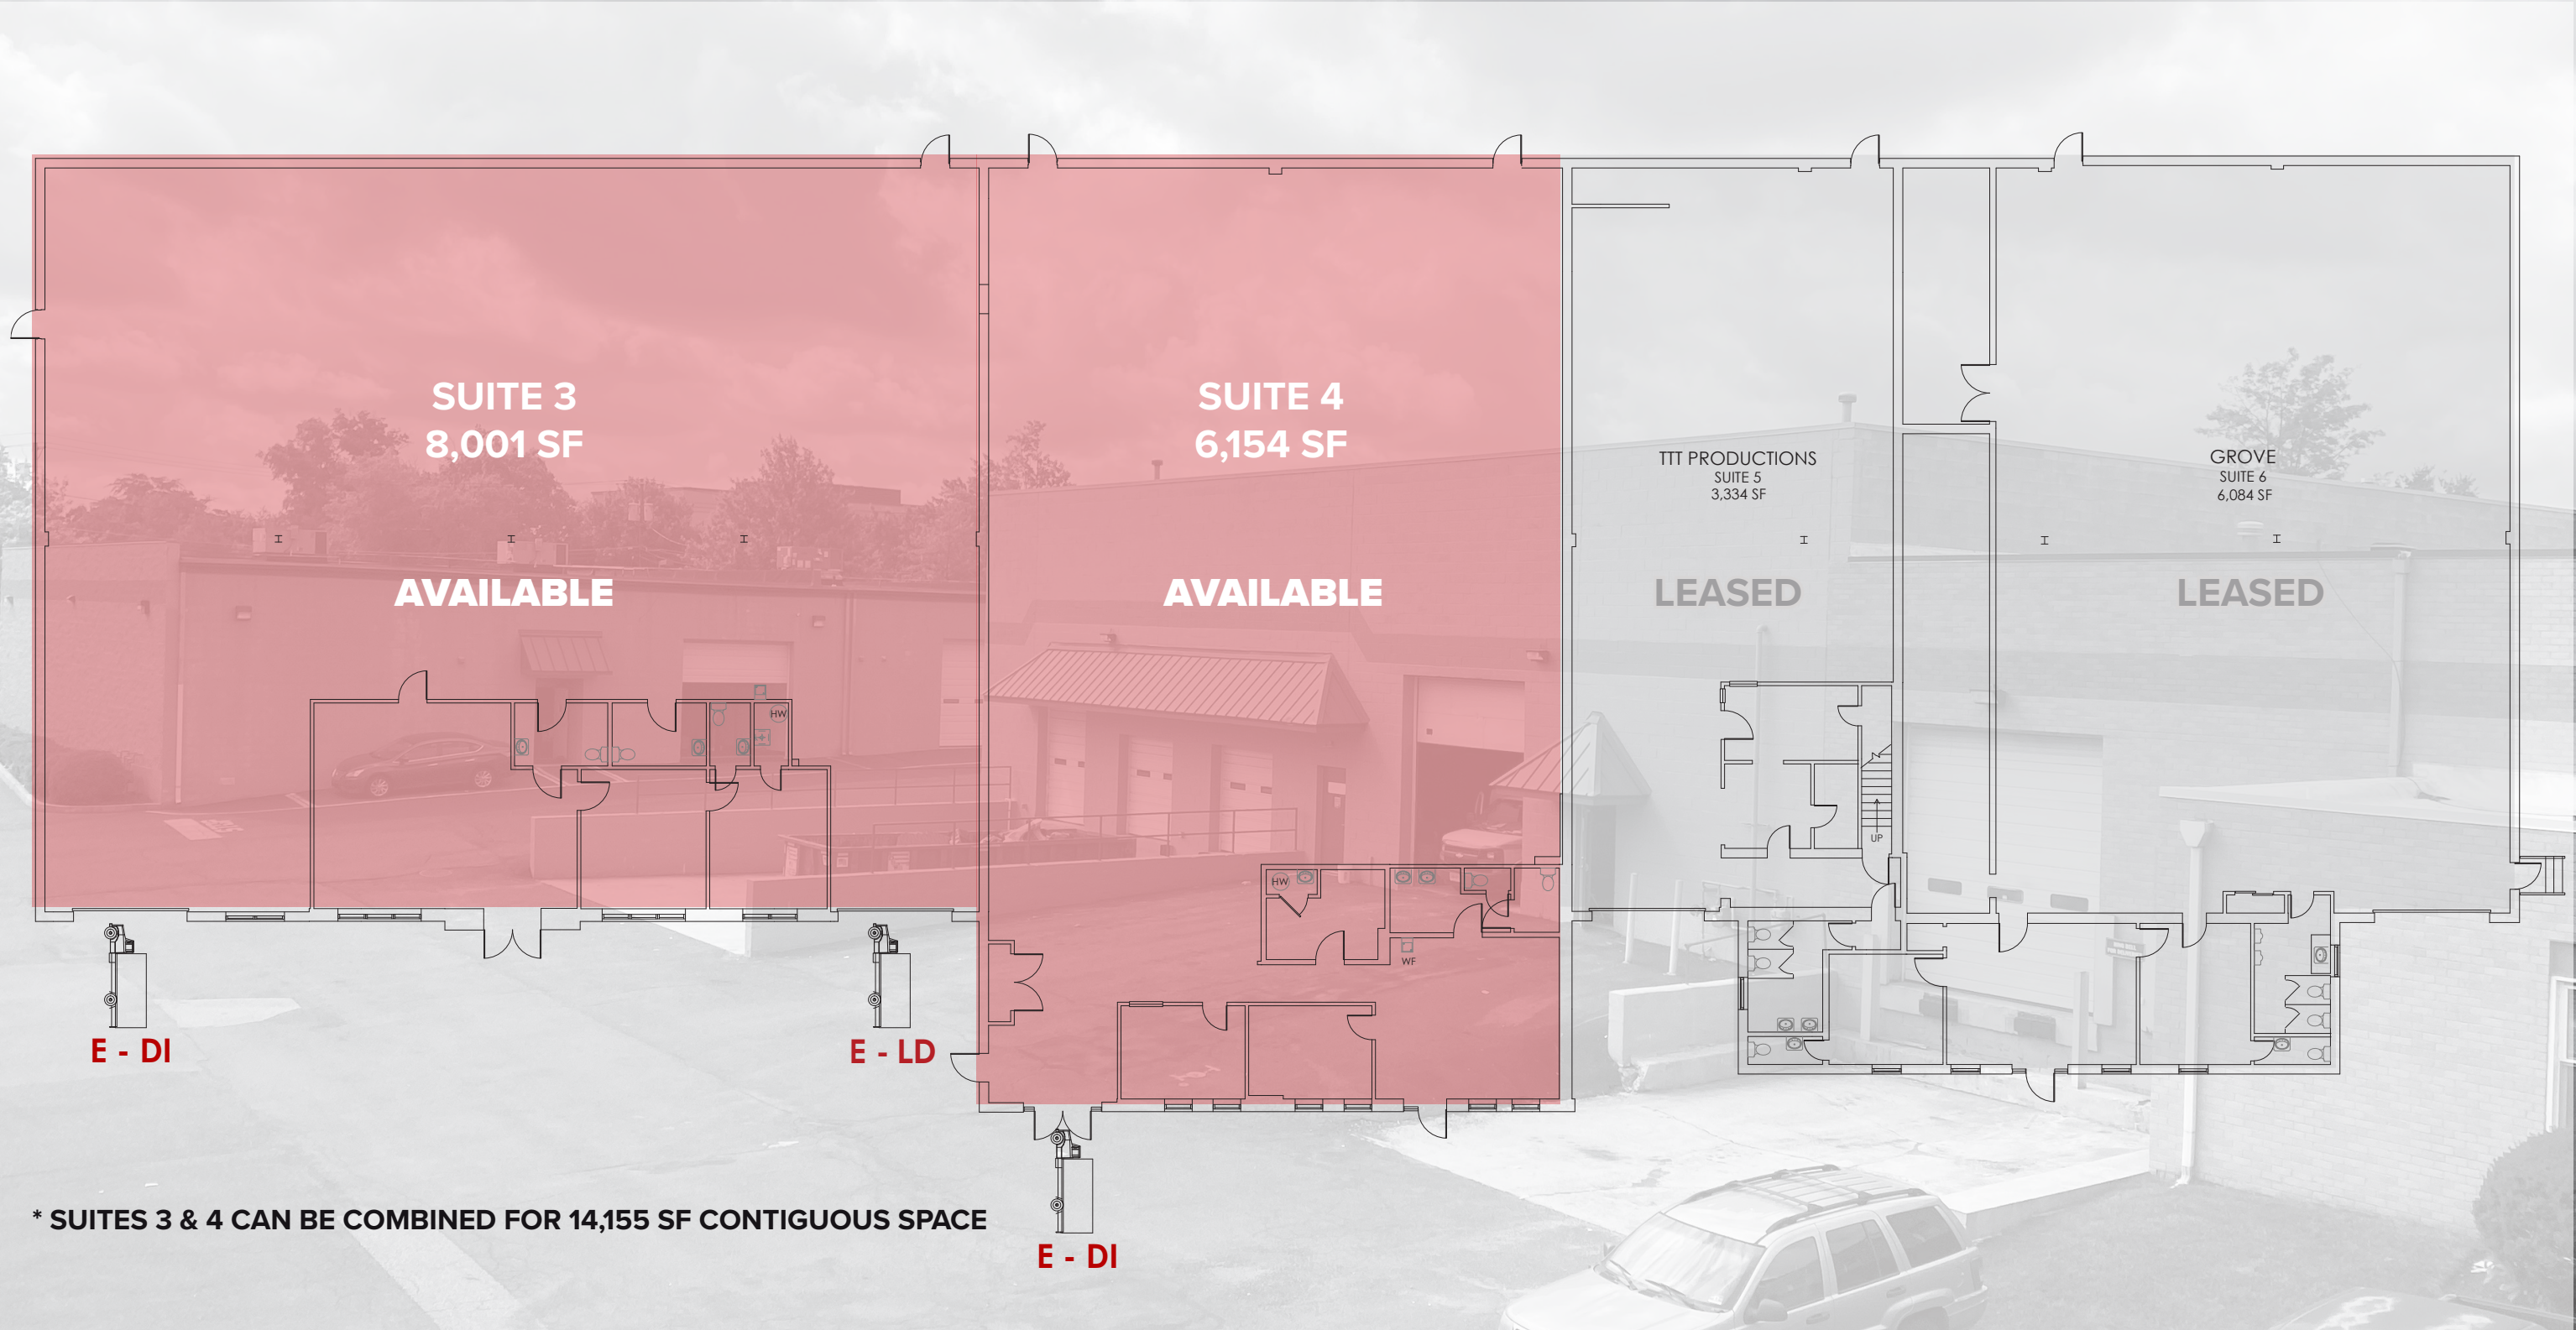 SUITE 3
8,001 SF
AVAILABLE
SUITE 4
6,154 SF
AVAILABLE
TTT PRODUCTIONS
SUITE 5
3,334 SF
LEASED
GROVE
SUITE 6
6,084 SF
LEASED
HW
HW
WF
UP
E - DI
E - LD
E - DI
* SUITES 3 & 4 CAN BE COMBINED FOR 14,155 SF CONTIGUOUS SPACE